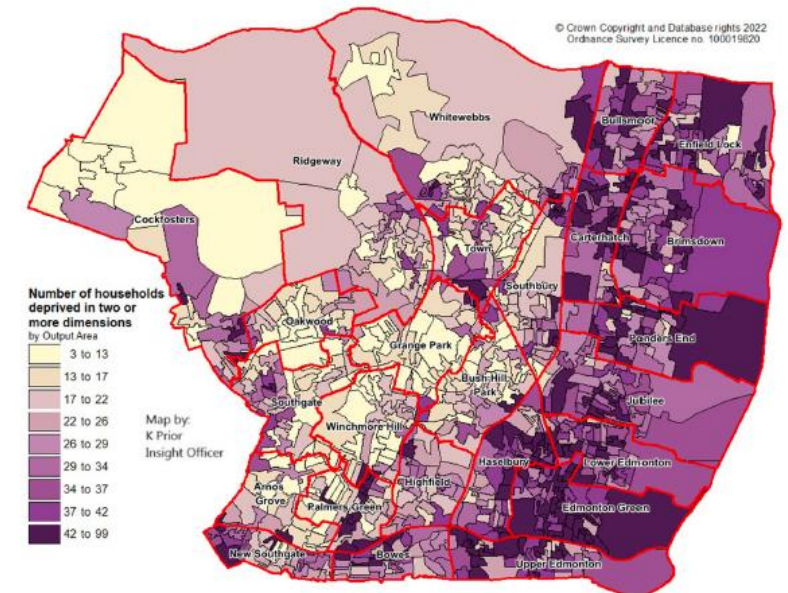 © Crown Copyright and Database rights 2022
Ordnance Survey Licence no. 100019820
Whitewebbs
Bullsmoor
Enfield Lock
Ridgeway
Cockfosters
Town
Carterhatch
Brimsdown
Southbury
Number of households
deprived in two or
more dimensions
by Output Area
3 to 13
13 to 17
17 to 22
22 to 26
26 to 29
29 to 34
34 to 37
37 to 42
42 to 99
Oakwood
Grange Park
Ponders End
Bush Hill
Park
Jubilee
Southgate
Map by:
K Prior
Insight Officer
Winchmore Hill
Haselbury
Lower Edmonton
Highfield
Arnos
Grove
Palmers Green
Edmonton Green
New Southgate
Bowes
Upper Edmonton